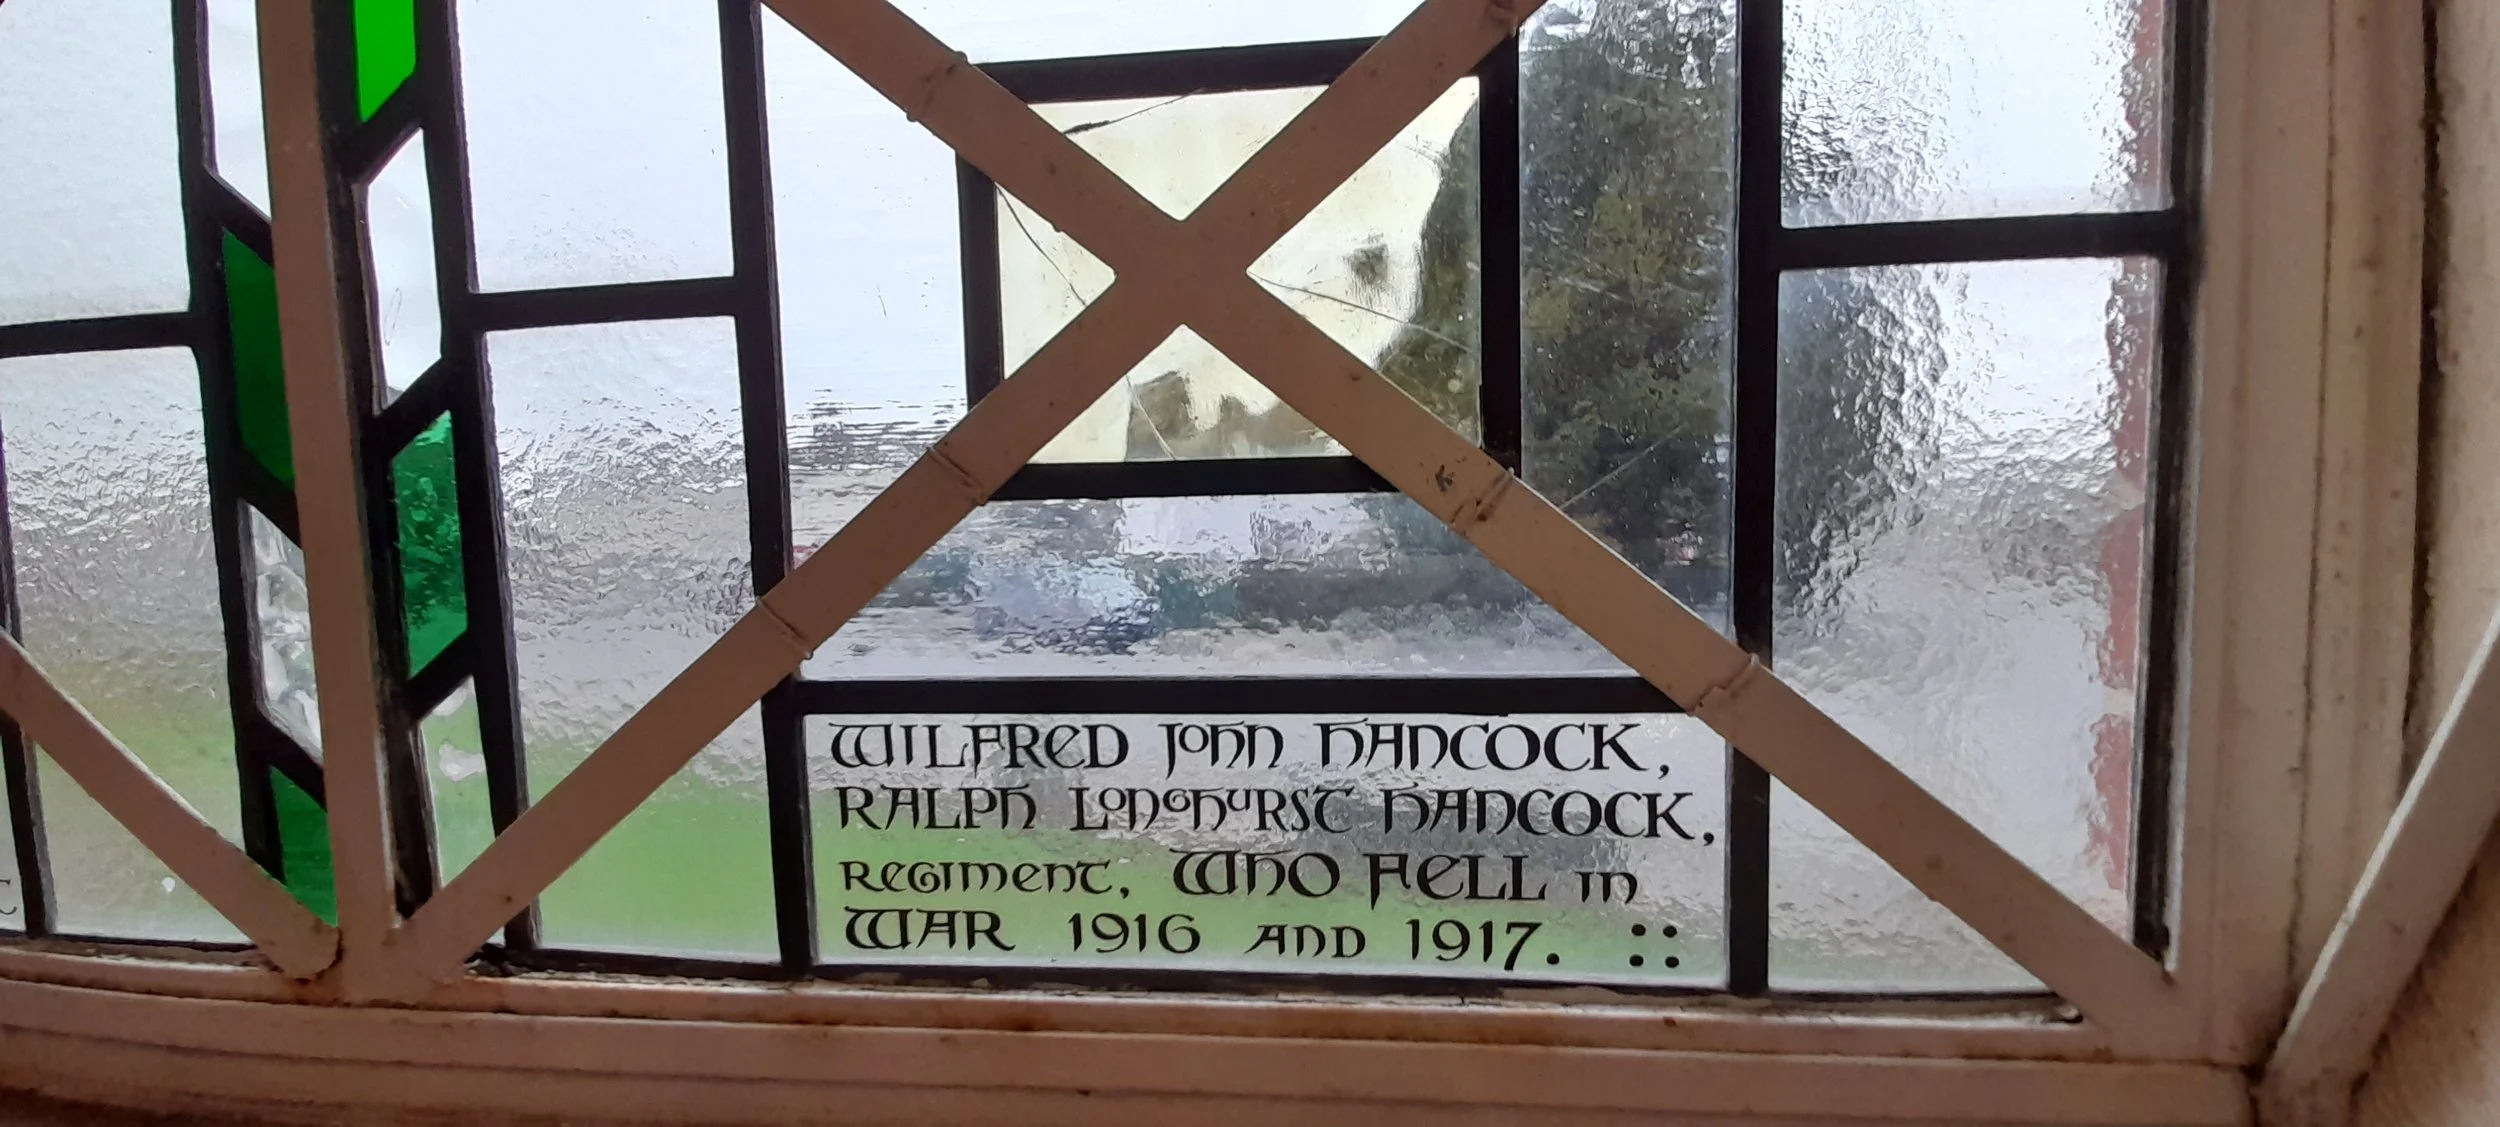 WILFRED JOHN HANCOCK,
RALPH LONGHURST HANCOCK,
REGIMENT, WHO FELL IN
WAR 1916 AND 1917. ::